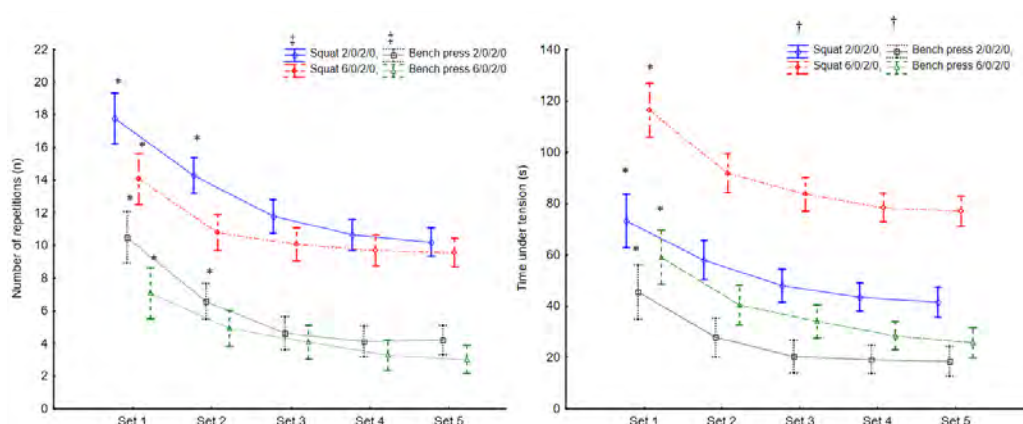 ‡ ‡
Squat 2/0/2/0, Bench press 2/0/2/0,
Squat 6/0/2/0, Bench press 6/0/2/0
Number of repetitions (n)
22
20
18
16
14
12
10
8
6
4
2
0
* * * * * *
Set 1 Set 2 Set 3 Set 4 Set 5
† †
Squat 2/0/2/0, Bench press 2/0/2/0,
Squat 6/0/2/0, Bench press 6/0/2/0
Time under tension (s)
140
120
100
80
60
40
20
0
* * * *
Set 1 Set 2 Set 3 Set 4 Set 5